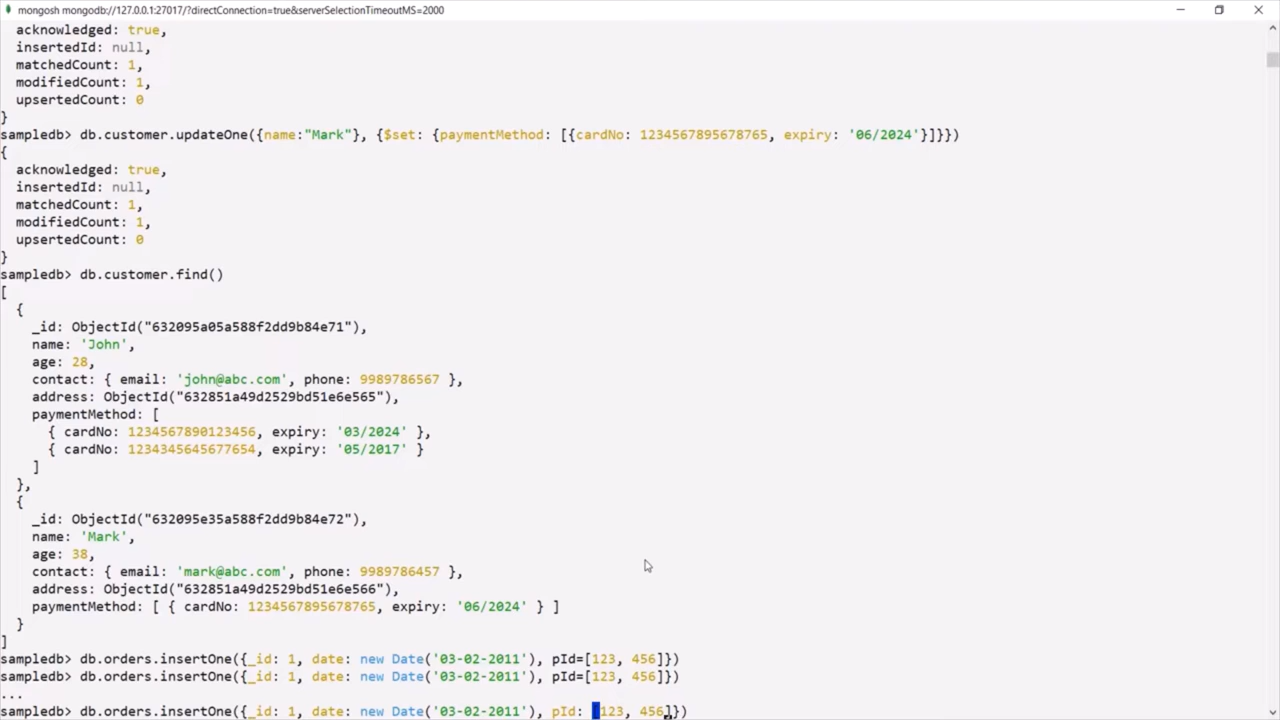 mongosh mongodb://127.0.0.1:27017/?directConnection=true&serverSelectionTimeoutMS=2000
acknowledged: true,
insertedId: null,
matchedCount: 1,
modifiedCount: 1,
upsertedCount: 0
}
sampledb> db.customer.updateOne({name:"Mark"}, {$set: {paymentMethod: [{cardNo: 1234567895678765, expiry: '06/2024'}]}})
{
acknowledged: true,
insertedId: null,
matchedCount: 1,
modifiedCount: 1,
upsertedCount: 0
}
sampledb> db.customer.find()
[
{
_id: ObjectId("632095a05a588f2dd9b84e71"),
name: 'John',
age: 28,
contact: { email: 'john@abc.com', phone: 9989786567 },
address: ObjectId("632851a49d2529bd51e6e565"),
paymentMethod: [
{ cardNo: 1234567890123456, expiry: '03/2024' },
{ cardNo: 1234345645677654, expiry: '05/2017' }
]
},
{
_id: ObjectId("632095e35a588f2dd9b84e72"),
name: 'Mark',
age: 38,
contact: { email: 'mark@abc.com', phone: 9989786457 },
address: ObjectId("632851a49d2529bd51e6e566"),
paymentMethod: [ { cardNo: 1234567895678765, expiry: '06/2024' } ]
}
]
sampledb> db.orders.insertOne({_id: 1, date: new Date('03-02-2011'), pId=[123, 456]})
sampledb> db.orders.insertOne({_id: 1, date: new Date('03-02-2011'), pId=[123, 456]})
...
sampledb> db.orders.insertOne({_id: 1, date: new Date('03-02-2011'), pId: [123, 456]})